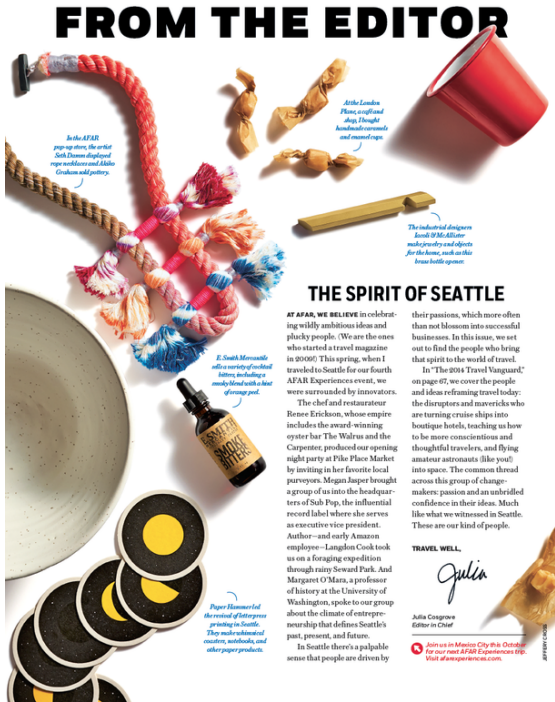 FROM THE EDITOR
In the AFAR
pop-up store, the artist
Seth Damm displayed
rope necklaces and Akiko
Graham sold pottery.
At the London
Plane, a café and
shop, I bought
handmade caramels
and enamel cups.
The industrial designers
Iacoli & McAllister
make jewelry and objects
for the home, such as this
brass bottle opener.
E. Smith Mercantile
sells a variety of cocktail
bitters, including a
smoky blend with a hint
of orange peel.
E. SMITH
SMOKE
BITTERS
Paper Hammer led
the revival of letterpress
printing in Seattle.
They make whimsical
coasters, notebooks, and
other paper products.
THE SPIRIT OF SEATTLE
AT AFAR, WE BELIEVE in celebrat-
ing wildly ambitious ideas and
plucky people. (We are the ones
who started a travel magazine
in 2009!) This spring, when I
traveled to Seattle for our fourth
AFAR Experiences event, we
were surrounded by innovators.
The chef and restaurateur
Renee Erickson, whose empire
includes the award-winning
oyster bar The Walrus and the
Carpenter, produced our opening
night party at Pike Place Market
by inviting in her favorite local
purveyors. Megan Jasper brought
a group of us into the headquar-
ters of Sub Pop, the influential
record label where she serves
as executive vice president.
Author—and early Amazon
employee—Langdon Cook took
us on a foraging expedition
through rainy Seward Park. And
Margaret O'Mara, a professor
of history at the University of
Washington, spoke to our group
about the climate of entrepre-
neurship that defines Seattle's
past, present, and future.
In Seattle there's a palpable
sense that people are driven by
their passions, which more often
than not blossom into successful
businesses. In this issue, we set
out to find the people who bring
that spirit to the world of travel.
In "The 2014 Travel Vanguard,"
on page 67, we cover the people
and ideas reframing travel today:
the disruptors and mavericks who
are turning cruise ships into
boutique hotels, teaching us how
to be more conscientious and
thoughtful travelers, and flying
amateur astronauts (like you!)
into space. The common thread
across this group of change-
makers: passion and an unbridled
confidence in their ideas. Much
like what we witnessed in Seattle.
These are our kind of people.
TRAVEL WELL,
Julia
Julia Cosgrove
Editor in Chief
Join us in Mexico City this October
for our next AFAR Experiences trip.
Visit afarexperiences.com.
JEFFERY CROSS